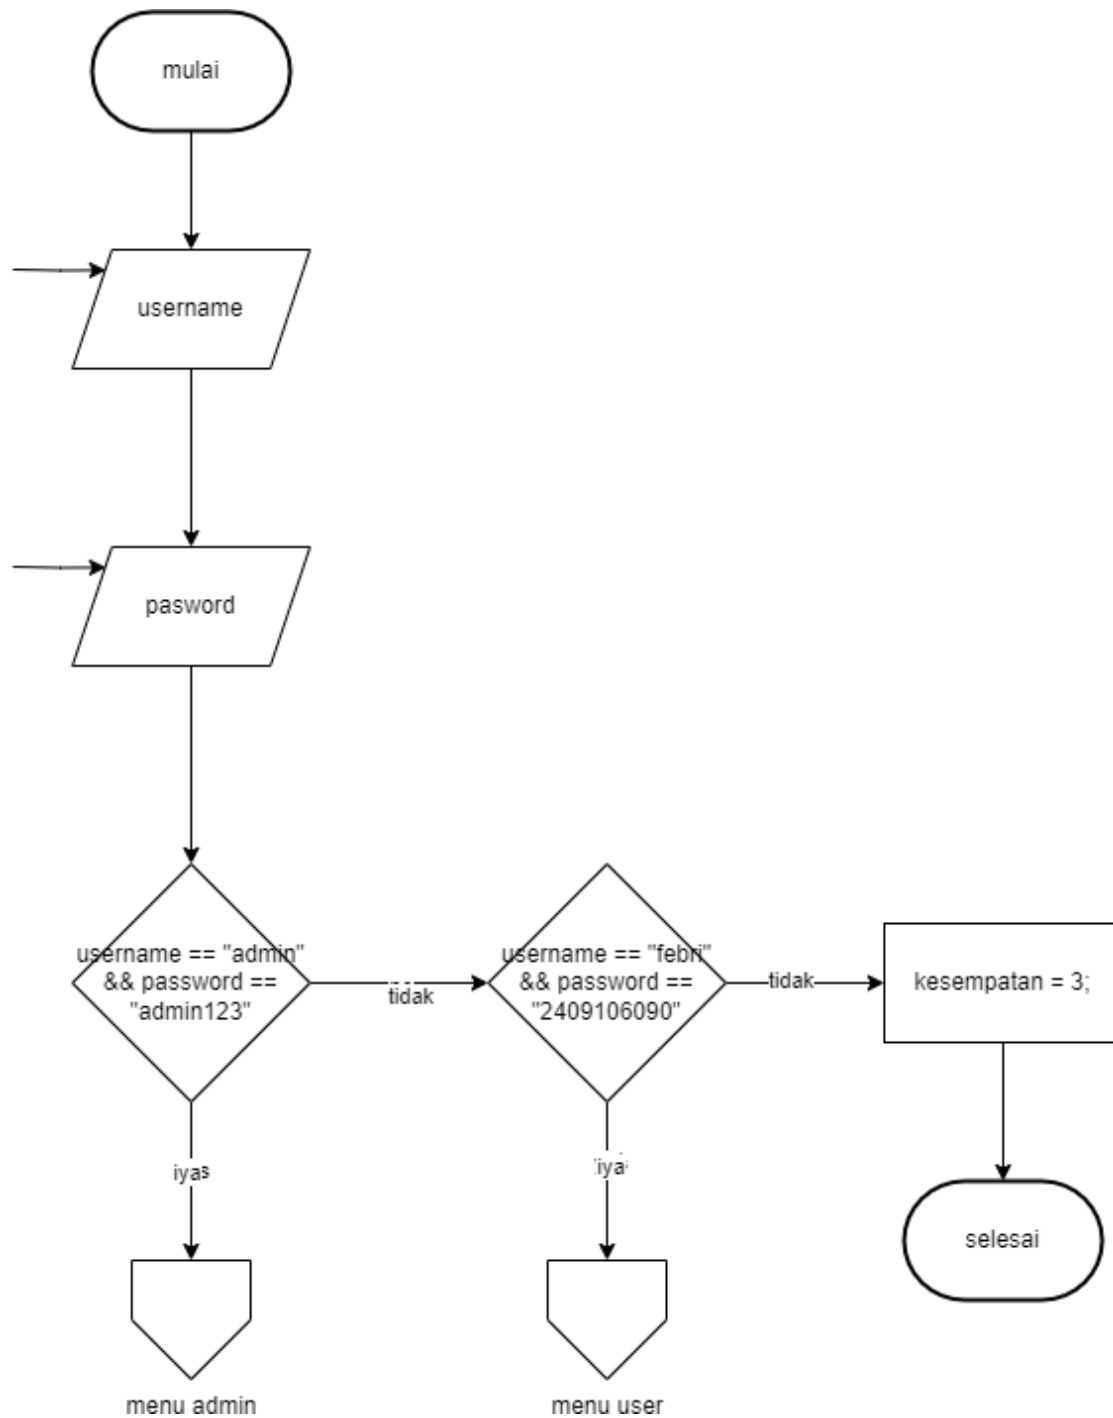 mulai
username
pasword
username == "admin"
&& password ==
"admin123"
tidak
username == "febri"
&& password ==
"2409106090"
tidak
kesempatan = 3;
iya
iya
selesai
menu admin
menu user